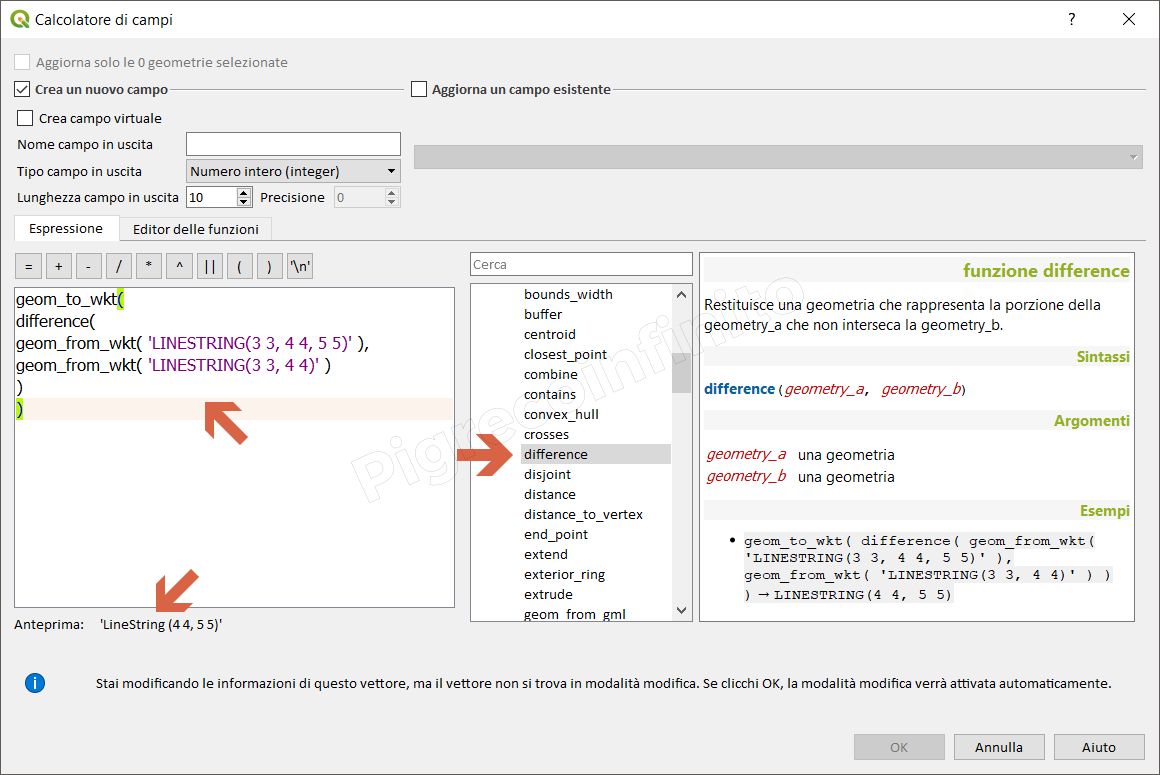 Calcolatore di campi
?
Aggiorna solo le 0 geometrie selezionate
Crea un nuovo campo
Aggiorna un campo esistente
Crea campo virtuale
Nome campo in uscita
Tipo campo in uscita
Numero intero (integer)
Lunghezza campo in uscita
10
Precisione
0
Espressione
Editor delle funzioni
= + - / * ^ || ( ) '\n'
geom_to_wkt(
difference(
geom_from_wkt( 'LINESTRING(3 3, 4 4, 5 5)' ),
geom_from_wkt( 'LINESTRING(3 3, 4 4)' )
)
)
Anteprima: 'LineString (4 4, 5 5)'
Cerca
bounds_width
buffer
centroid
closest_point
combine
contains
convex_hull
crosses
difference
disjoint
distance
distance_to_vertex
end_point
extend
exterior_ring
extrude
geom_from_gml
funzione difference
Restituisce una geometria che rappresenta la porzione della
geometry_a che non interseca la geometry_b.
Sintassi
difference(geometry_a, geometry_b)
Argomenti
geometry_a una geometria
geometry_b una geometria
Esempi
• geom_to_wkt( difference( geom_from_wkt(
'LINESTRING(3 3, 4 4, 5 5)' ),
geom_from_wkt( 'LINESTRING(3 3, 4 4)' ) )
) → LINESTRING(4 4, 5 5)
Pigrecoinfinito
Stai modificando le informazioni di questo vettore, ma il vettore non si trova in modalità modifica. Se clicchi OK, la modalità modifica verrà attivata automaticamente.
OK
Annulla
Aiuto